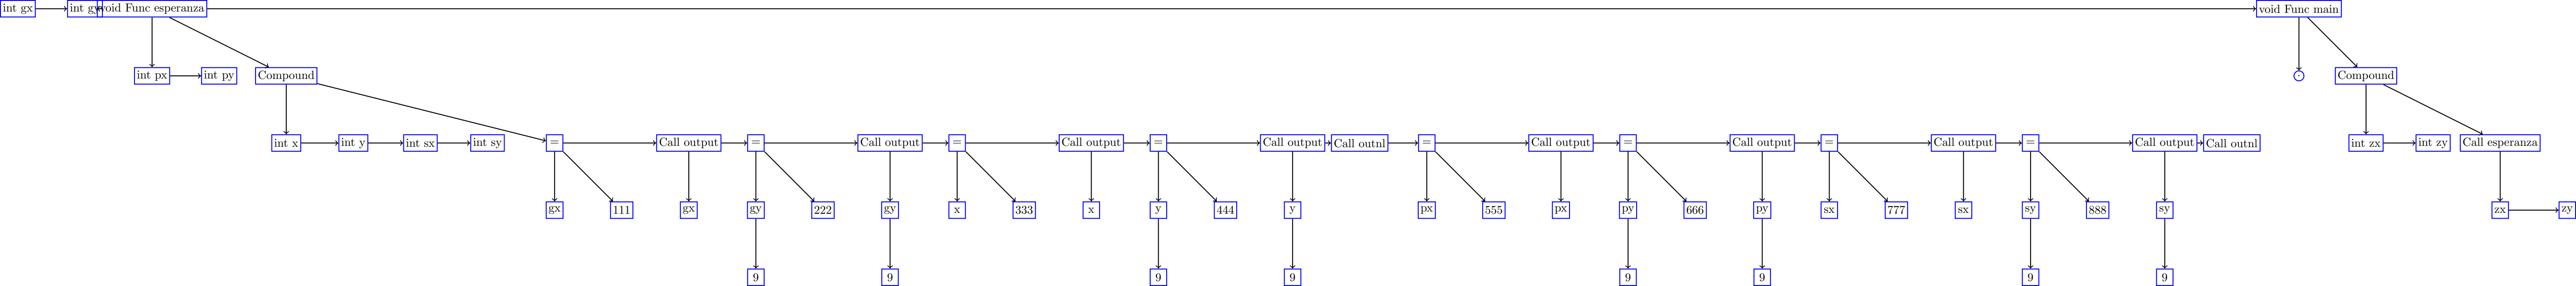 int gx int gy void Func esperanza void Func main
int px int py Compound · Compound
int x int y int sx int sy = Call output = Call output = Call output = Call output Call outnl = Call output = Call output = Call output = Call output Call outnl int zx int zy Call esperanza
gx 111 gx gy 222 gy x 333 x y 444 y px 555 px py 666 py sx 777 sx sy 888 sy zx zy
9 9 9 9 9 9 9 9